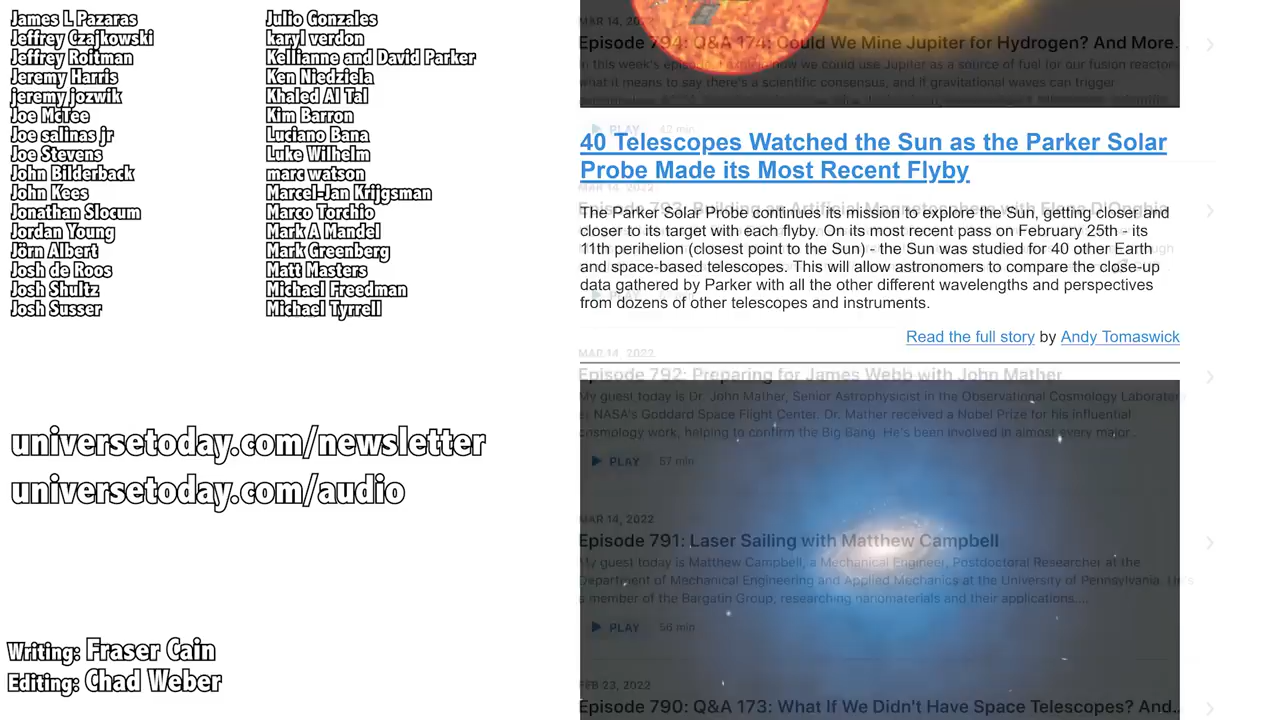 James L Pazaras
Jeffrey Czajkowski
Jeffrey Roitman
Jeremy Harris
jeremy jozwik
Joe McTee
Joe salinas jr
Joe Stevens
John Bilderback
John Kees
Jonathan Slocum
Jordan Young
Jörn Albert
Josh de Roos
Josh Shultz
Josh Susser
Julio Gonzales
karyl verdon
Kellianne and David Parker
Ken Niedziela
Khaled Al Tal
Kim Barron
Luciano Bana
Luke Wilhelm
marc watson
Marcel-Jan Krijgsman
Marco Torchio
Mark A Mandel
Mark Greenberg
Matt Masters
Michael Freedman
Michael Tyrrell
universetoday.com/newsletter
universetoday.com/audio
Writing: Fraser Cain
Editing: Chad Weber
MAR 14, 2022
Episode 794: Q&A 174: Could We Mine Jupiter for Hydrogen? And More...
In this week's how we could use Jupiter as a source of fuel for our fusion reactor
what it means to say there's a scientific consensus, and if gravitational waves can trigger
PLAY 42 min
40 Telescopes Watched the Sun as the Parker Solar
Probe Made its Most Recent Flyby
MAR 14, 2022
Episode 793: Building an Artificial Magnetosphere with
The Parker Solar Probe continues its mission to explore the Sun, getting closer and
closer to its target with each flyby. On its most recent pass on February 25th - its
11th perihelion (closest point to the Sun) - the Sun was studied for 40 other Earth
and space-based telescopes. This will allow astronomers to compare the close-up
data gathered by Parker with all the other different wavelengths and perspectives
from dozens of other telescopes and instruments.
Read the full story by Andy Tomaswick
MAR 14, 2022
Episode 792: Preparing for James Webb with John Mather
My guest today is Dr. John Mather, Senior Astrophysicist in the Observational Cosmology Laborator
at NASA's Goddard Space Flight Center. Dr. Mather received a Nobel Prize for his influential
cosmology work, helping to confirm the Big Bang. He's been involved in almost every major...
PLAY 57 min
MAR 14, 2022
Episode 791: Laser Sailing with Matthew Campbell
My guest today is Matthew Campbell, a Mechanical Engineer, Postdoctoral Researcher at the
Department of Mechanical Engineering and Applied Mechanics at the University of Pennsylvania. He's
a member of the Bargatin Group, researching nanomaterials and their applications....
PLAY 56 min
FEB 23, 2022
Episode 790: Q&A 173: What If We Didn't Have Space Telescopes? And...